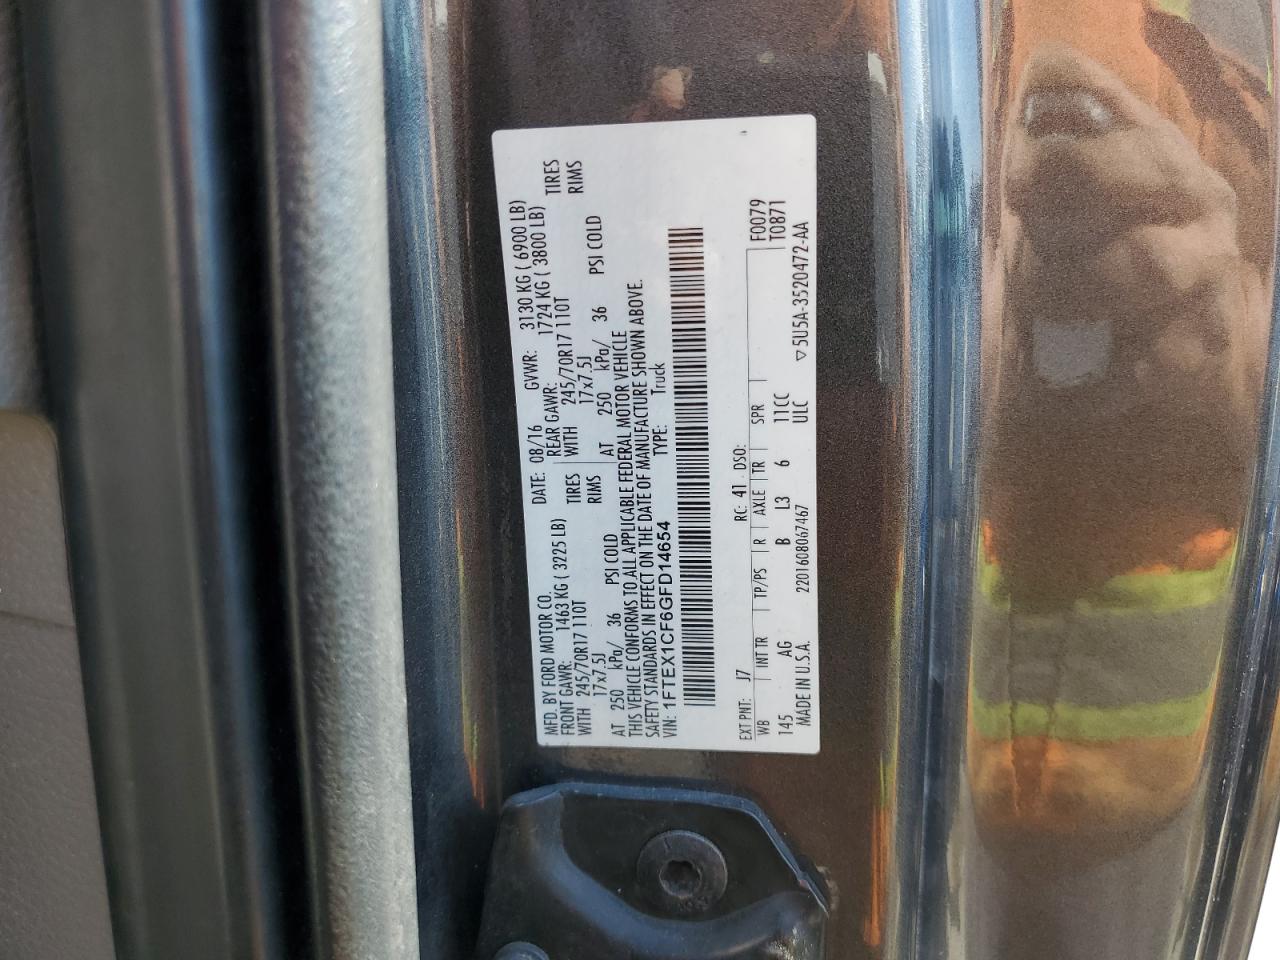 MFD. BY FORD MOTOR CO. DATE: 08/16 GVWR: 3130 KG ( 6900 LB)
FRONT GAWR: 1463 KG ( 3225 LB) REAR GAWR: 1724 KG ( 3800 LB)
WITH 245/70R17 110T TIRES WITH 245/70R17 110T TIRES
17x7.5J RIMS 17x7.5J RIMS
AT 250 kPa/ 36 PSI COLD AT 250 kPa/ 36 PSI COLD
THIS VEHICLE CONFORMS TO ALL APPLICABLE FEDERAL MOTOR VEHICLE
SAFETY STANDARDS IN EFFECT ON THE DATE OF MANUFACTURE SHOWN ABOVE.
VIN: 1FTEX1CF6GFD14654 TYPE: Truck
EXT PNT: J7 RC: 41 DSO: F0079
WB INT TR TP/PS R AXLE TR SPR T0871
145 AG B L3 6 11CC
MADE IN U.S.A. 2201608067467 ULC ▽5U5A-3520472-AA